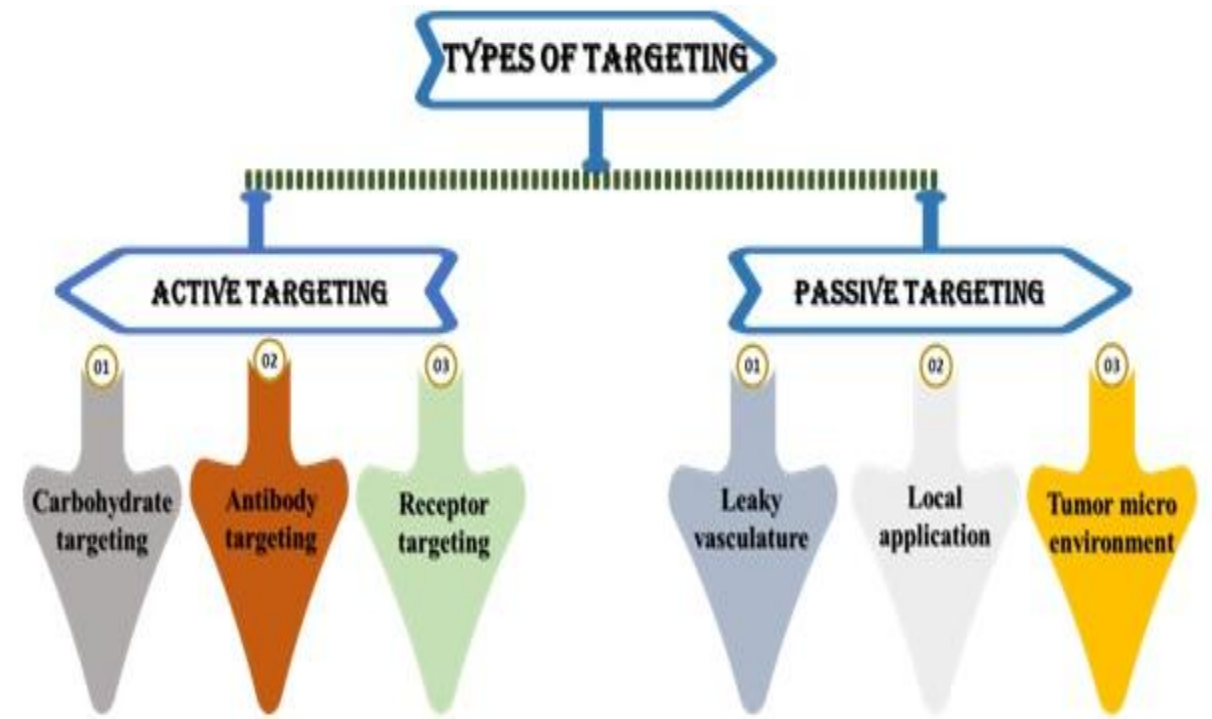 TYPES OF TARGETING
ACTIVE TARGETING
PASSIVE TARGETING
01
02
03
01
02
03
Carbohydrate
targeting
Antibody
targeting
Receptor
targeting
Leaky
vasculature
Local
application
Tumor micro
environment